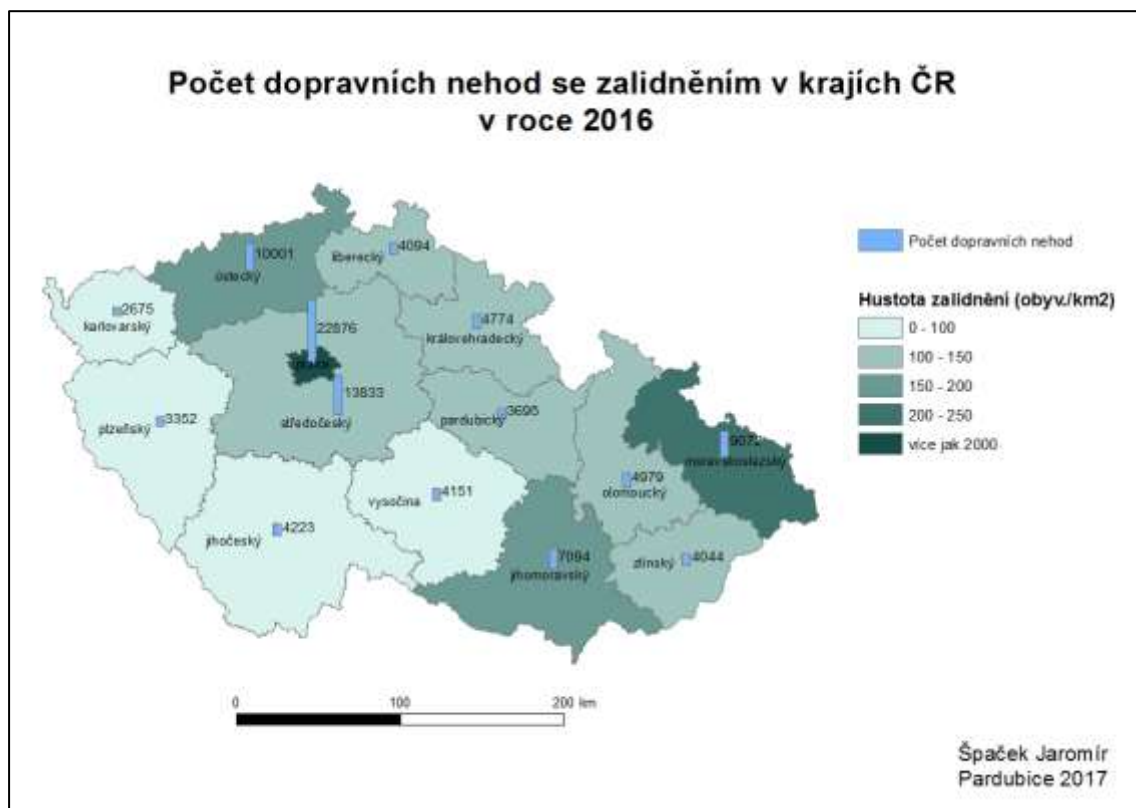 Počet dopravních nehod se zalidněním v krajích ČR
v roce 2016
10001
ústecký
4094
liberecký
2675
karlovarský
22876
4774
královehradecký
13833
středočeský
3695
pardubický
3352
plzeňský
9072
moravskoslezský
4979
olomoucký
4151
vysočina
4223
jihočeský
7094
jihomoravský
4044
zlínský
Počet dopravních nehod
Hustota zalidnění (obyv./km2)
0 - 100
100 - 150
150 - 200
200 - 250
více jak 2000
0 100 200 km
Špaček Jaromír
Pardubice 2017